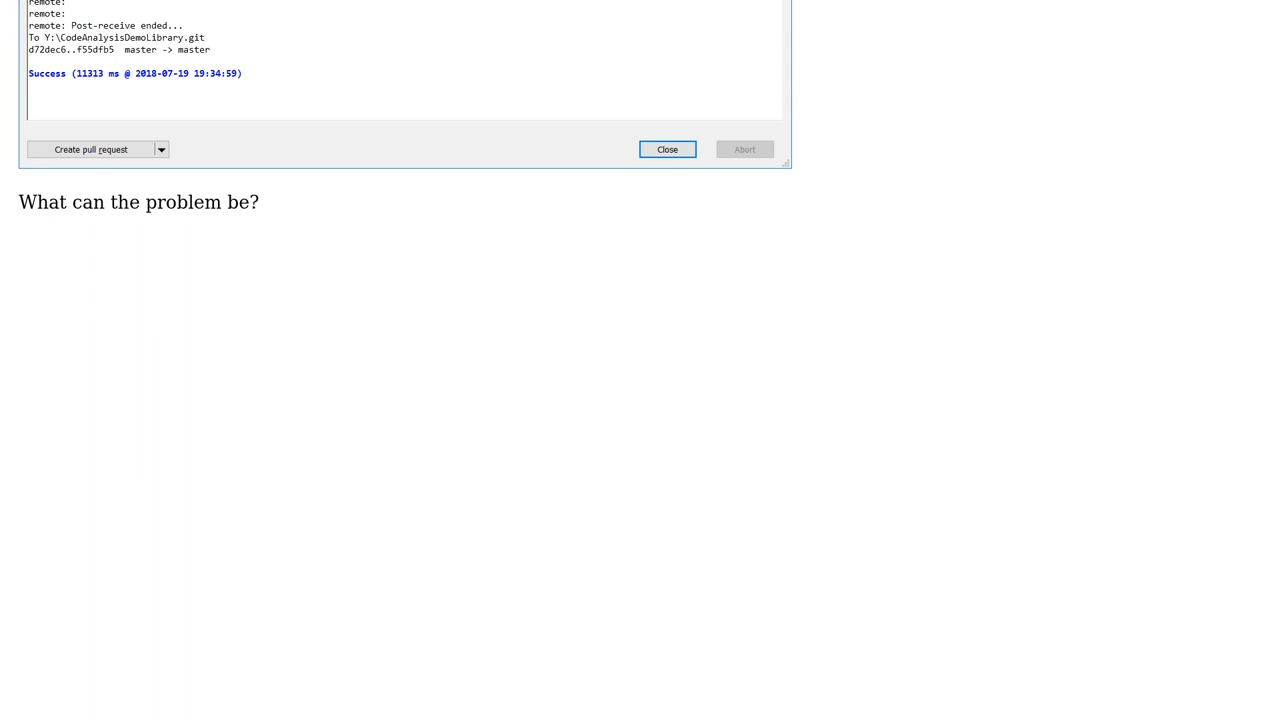 remote:
remote:
remote: Post-receive ended...
To Y:\CodeAnalysisDemoLibrary.git
d72dec6..f55dfb5  master -> master
Success (11313 ms @ 2018-07-19 19:34:59)
Create pull request
Close
Abort
What can the problem be?